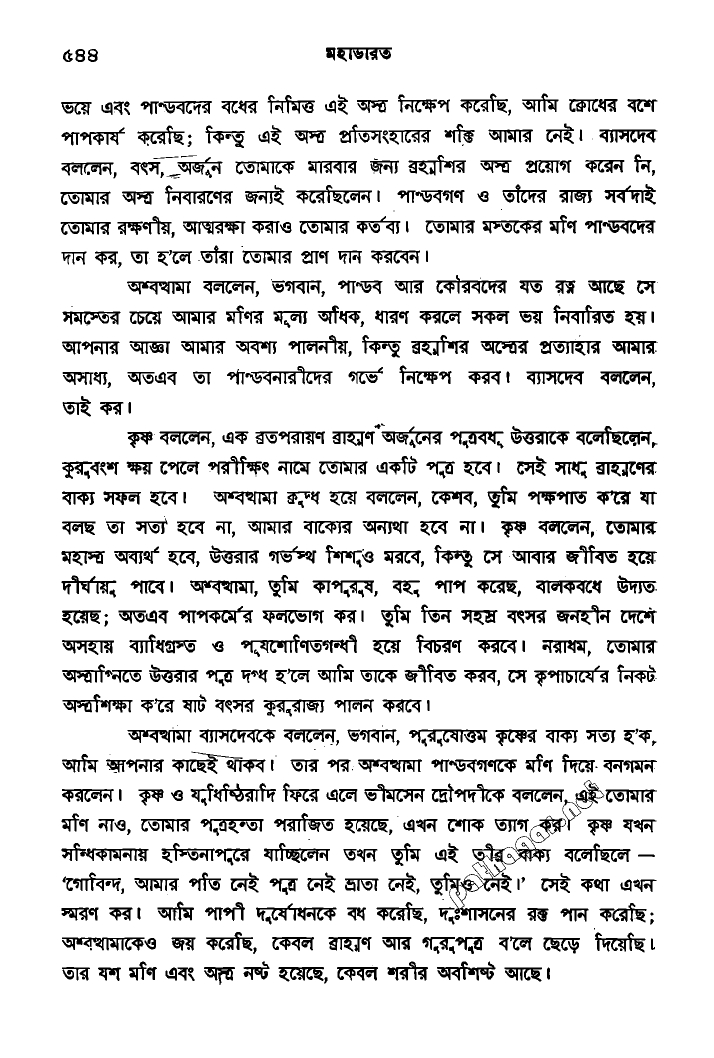 ৫৪৪ মহাভারত
ভয়ে এবং পাণ্ডবদের বধের নিমিত্ত এই অস্ত্র নিক্ষেপ করেছি, আমি ক্রোধের বশে
পাপকার্য করেছি; কিন্তু এই অস্ত্র প্রতিসংহারের শক্তি আমার নেই। ব্যাসদেব
বললেন, বৎস, অর্জুন তোমাকে মারবার জন্য ব্রহ্মশির অস্ত্র প্রয়োগ করেন নি,
তোমার অস্ত্র নিবারণের জন্যই করেছিলেন। পাণ্ডবগণ ও তাঁদের রাজ্য সর্বদাই
তোমার রক্ষণীয়, আত্মরক্ষা করাও তোমার কর্তব্য। তোমার মস্তকের মণি পাণ্ডবদের
দান কর, তা হ'লে তাঁরা তোমার প্রাণ দান করবেন।
অশ্বত্থামা বললেন, ভগবান, পাণ্ডব আর কৌরবদের যত রত্ন আছে সে
সমস্তের চেয়ে আমার মণির মূল্য অধিক, ধারণ করলে সকল ভয় নিবারিত হয়।
আপনার আজ্ঞা আমার অবশ্য পালনীয়, কিন্তু ব্রহ্মশির অস্ত্রের প্রত্যাহার আমার
অসাধ্য, অতএব তা পাণ্ডবনারীদের গর্ভে নিক্ষেপ করব। ব্যাসদেব বললেন,
তাই কর।
কৃষ্ণ বললেন, এক ব্রতপরায়ণ ব্রাহ্মণ অর্জুনের পুত্রবধূ উত্তরাকে বলেছিলেন,
কুরুবংশ ক্ষয় পেলে পরীক্ষিৎ নামে তোমার একটি পুত্র হবে। সেই সাধু ব্রাহ্মণের
বাক্য সফল হবে। অশ্বত্থামা ক্রুদ্ধ হয়ে বললেন, কেশব, তুমি পক্ষপাত ক'রে যা
বলছ তা সত্য হবে না, আমার বাক্যের অন্যথা হবে না। কৃষ্ণ বললেন, তোমার
মহাস্ত্র অব্যর্থ হবে, উত্তরার গর্ভস্থ শিশুও মরবে, কিন্তু সে আবার জীবিত হয়ে
দীর্ঘায়ু পাবে। অশ্বত্থামা, তুমি কাপুরুষ, বহু পাপ করেছ, বালকবধে উদ্যত
হয়েছ; অতএব পাপকর্মের ফলভোগ কর। তুমি তিন সহস্র বৎসর জনহীন দেশে
অসহায় ব্যাধিগ্রস্ত ও পূযশোণিতগন্ধী হয়ে বিচরণ করবে। নরাধম, তোমার
অস্ত্রাগ্নিতে উত্তরার পুত্র দগ্ধ হ'লে আমি তাকে জীবিত করব, সে কৃপাচার্যের নিকট
অস্ত্রশিক্ষা ক'রে ষাট বৎসর কুরুরাজ্য পালন করবে।
অশ্বত্থামা ব্যাসদেবকে বললেন, ভগবান, পুরুষোত্তম কৃষ্ণের বাক্য সত্য হ'ক,
আমি আপনার কাছেই থাকব। তার পর অশ্বত্থামা পাণ্ডবগণকে মণি দিয়ে বনগমন
করলেন। কৃষ্ণ ও যুধিষ্ঠিরাদি ফিরে এলে ভীমসেন দ্রৌপদীকে বললেন, এই তোমার
মণি নাও, তোমার পুত্রহন্তা পরাজিত হয়েছে, এখন শোক ত্যাগ কর। কৃষ্ণ যখন
সন্ধিকামনায় হস্তিনাপুরে যাচ্ছিলেন তখন তুমি এই তীব্র বাক্য বলেছিলে —
'গোবিন্দ, আমার পতি নেই পুত্র নেই ভ্রাতা নেই, তুমিও নেই।' সেই কথা এখন
স্মরণ কর। আমি পাপী দুর্যোধনকে বধ করেছি, দুঃশাসনের রক্ত পান করেছি;
অশ্বত্থামাকেও জয় করেছি, কেবল ব্রাহ্মণ আর গুরুপুত্র ব'লে ছেড়ে দিয়েছি।
তার যশ মণি এবং অস্ত্র নষ্ট হয়েছে, কেবল শরীর অবশিষ্ট আছে।
pathagar.net